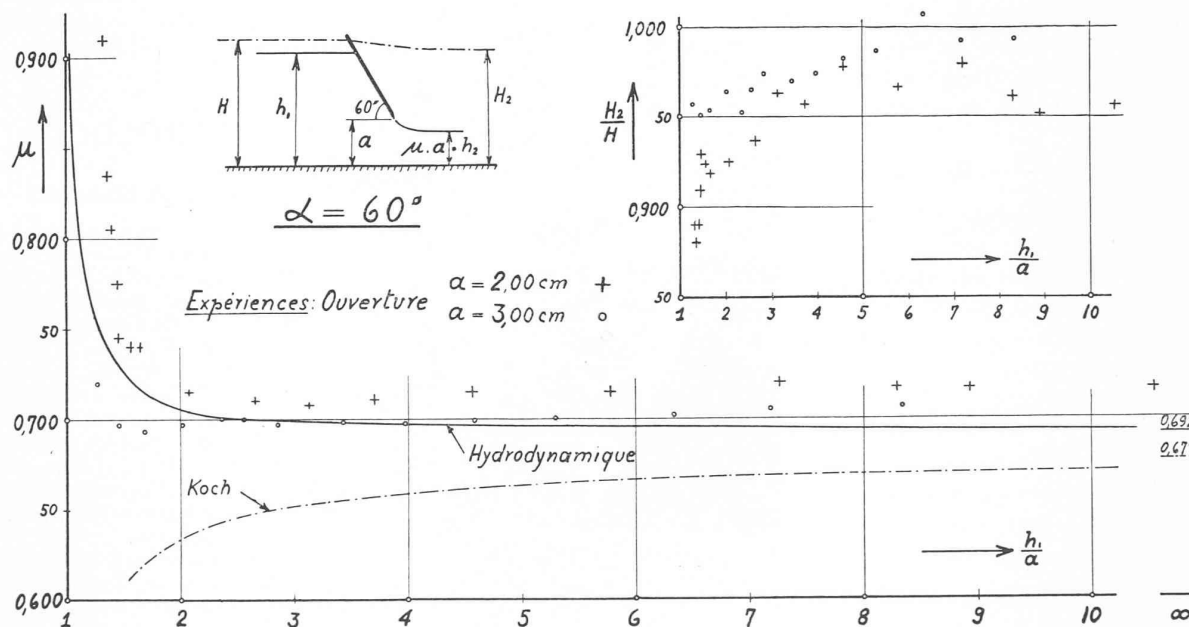 0,900
μ
0,800
50
0,700
50
0,600
1 2 3 4 5 6 7 8 9 10 ∞
H
h₁
60°
a
μ.a·h₂
H₂
α = 60°
Expériences: Ouverture
a = 2,00 cm +
a = 3,00 cm o
1,000
H₂/H
50
0,900
50
1 2 3 4 5 6 7 8 9 10
h₁/a
Hydrodynamique
Koch
h₁/a
0,67